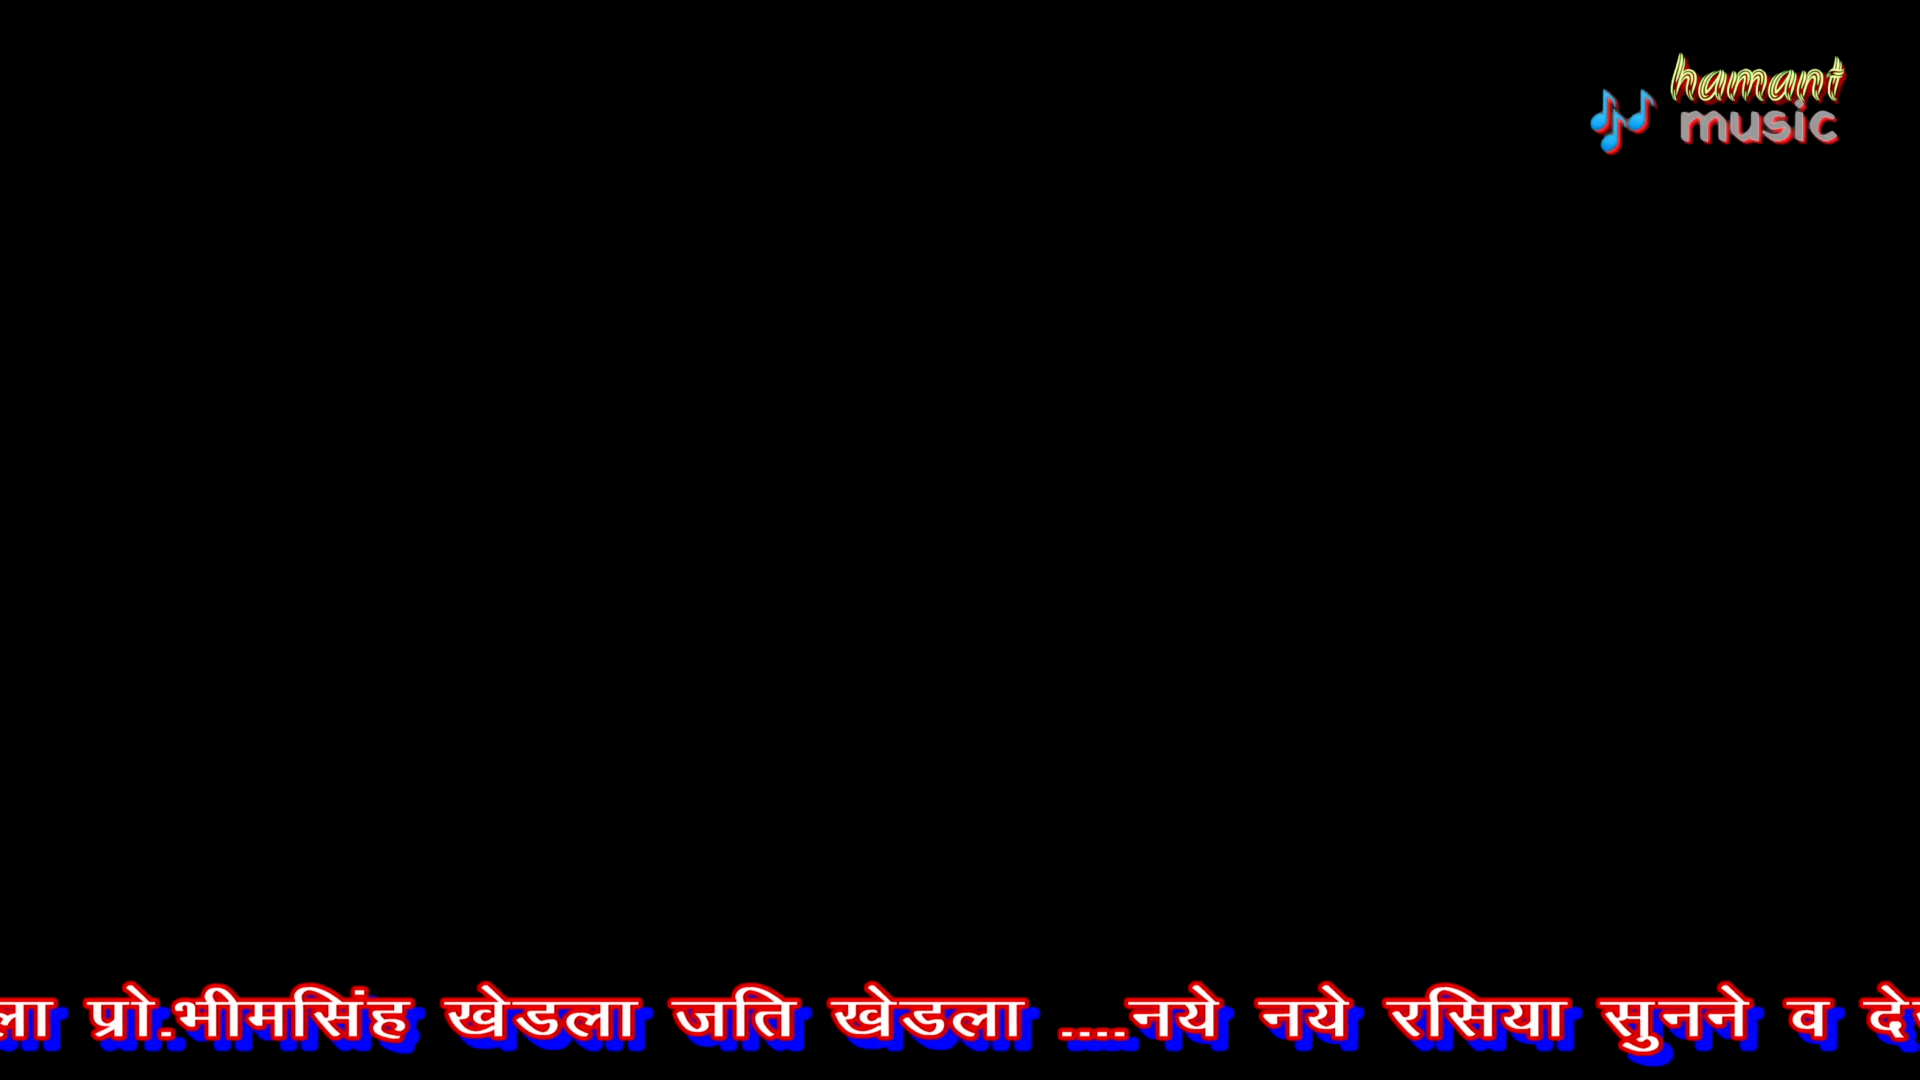 hamant
music
ला प्रो.भीमसिंह खेडला जति खेडला ....नये नये रसिया सुनने व